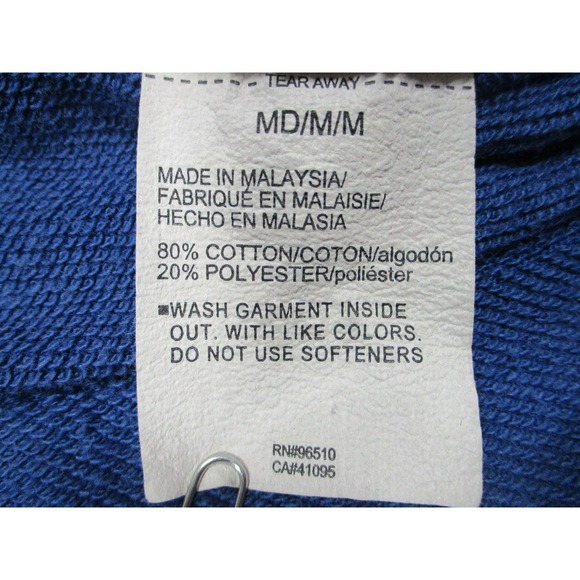 TEAR AWAY
MD/M/M
MADE IN MALAYSIA/
FABRIQUÉ EN MALAISIE/
HECHO EN MALASIA
80% COTTON/COTON/algodón
20% POLYESTER/poliéster
▪WASH GARMENT INSIDE
OUT. WITH LIKE COLORS.
DO NOT USE SOFTENERS
RN#96510
CA#41095